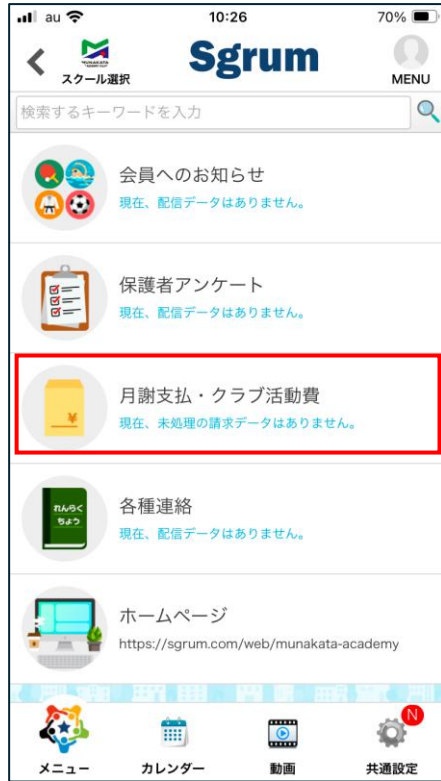 au 10:26 70%
スクール選択 Sgrum MENU
検索するキーワードを入力
会員へのお知らせ
現在、配信データはありません。
保護者アンケート
現在、配信データはありません。
月謝支払・クラブ活動費
¥
現在、未処理の請求データはありません。
れんらく
ちょう
各種連絡
現在、配信データはありません。
ホームページ
https://sgrum.com/web/munakata-academy
N
メニュー カレンダー 動画 共通設定